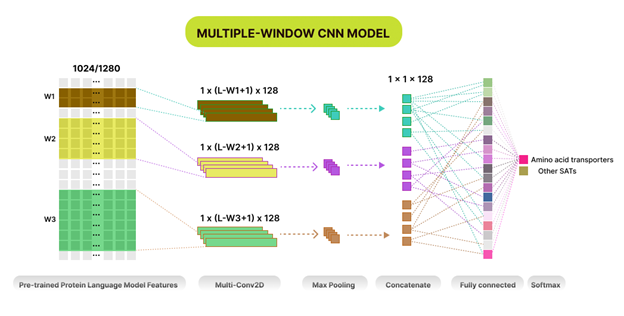 MULTIPLE-WINDOW CNN MODEL
1024/1280
...
W1
W2
W3
1 x (L-W1+1) x 128
1 x (L-W2+1) x 128
1 x (L-W3+1) x 128
1 × 1 × 128
Amino acid transporters
Other SATs
Pre-trained Protein Language Model Features
Multi-Conv2D
Max Pooling
Concatenate
Fully connected
Softmax